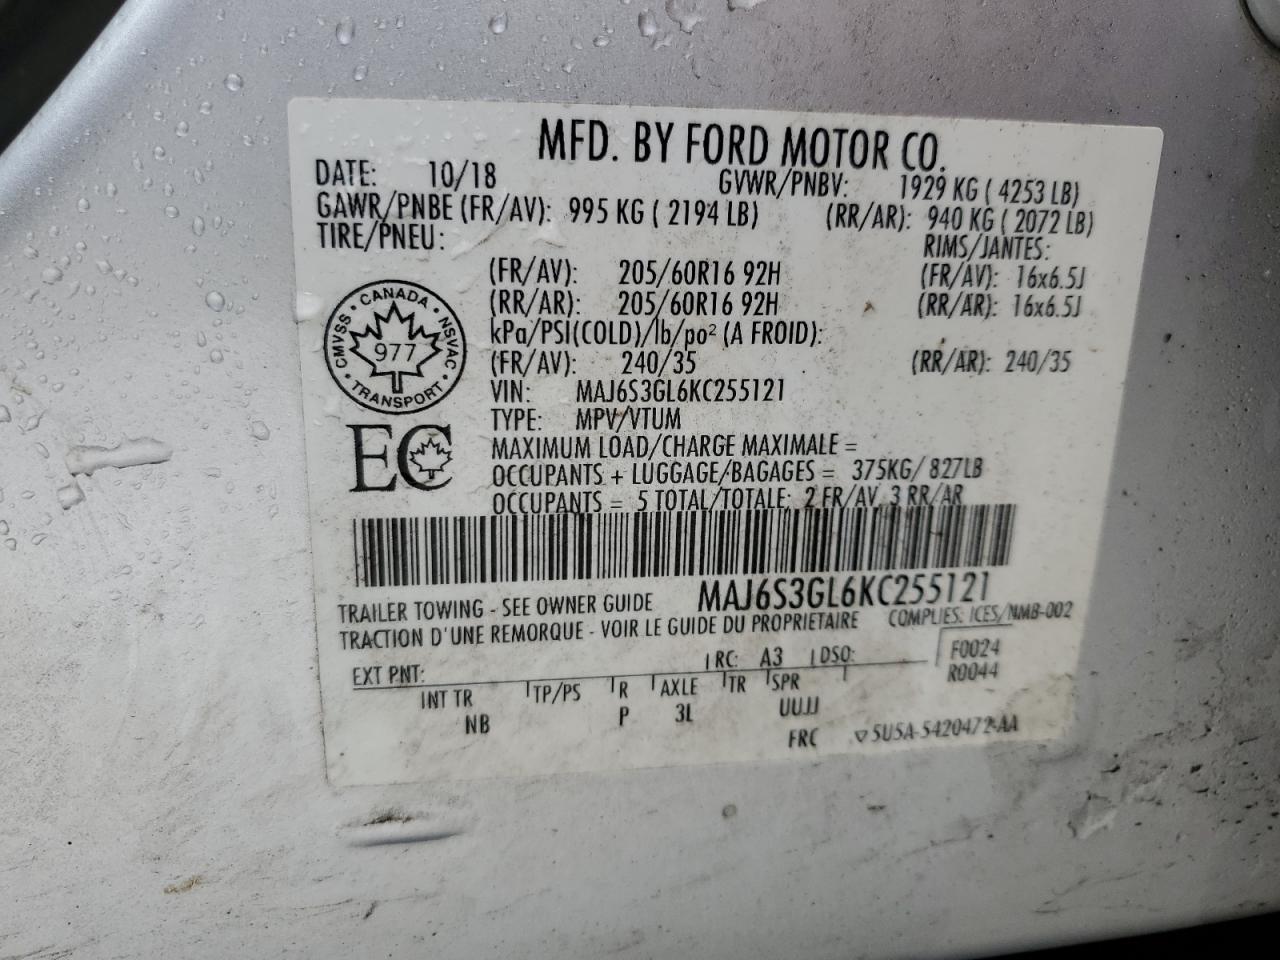 MFD. BY FORD MOTOR CO.
DATE: 10/18 GVWR/PNBV: 1929 KG ( 4253 LB)
GAWR/PNBE (FR/AV): 995 KG ( 2194 LB) (RR/AR): 940 KG ( 2072 LB)
TIRE/PNEU: RIMS/JANTES:
(FR/AV): 205/60R16 92H (FR/AV): 16x6.5J
(RR/AR): 205/60R16 92H (RR/AR): 16x6.5J
kPa/PSI(COLD)/lb/po² (A FROID):
(FR/AV): 240/35 (RR/AR): 240/35
VIN: MAJ6S3GL6KC255121
TYPE: MPV/VTUM
MAXIMUM LOAD/CHARGE MAXIMALE =
OCCUPANTS + LUGGAGE/BAGAGES = 375KG/ 827LB
OCCUPANTS = 5 TOTAL/TOTALE: 2 FR/AV, 3 RR/AR
CMVSS · CANADA · NSVAC · TRANSPORT ·
977
EC
MAJ6S3GL6KC255121
TRAILER TOWING - SEE OWNER GUIDE
TRACTION D'UNE REMORQUE - VOIR LE GUIDE DU PROPRIETAIRE
COMPLIES: ICES/NMB-002
EXT PNT: RC: A3 DSO: F0024
R0044
INT TR TP/PS R AXLE TR SPR
NB P 3L UUJJ
FRC 5U5A-5420472-AA